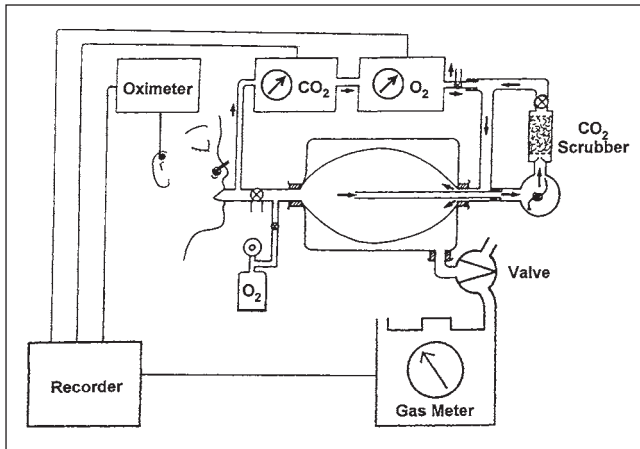 Oximeter
CO2
O2
CO2
Scrubber
O2
Valve
Recorder
Gas Meter